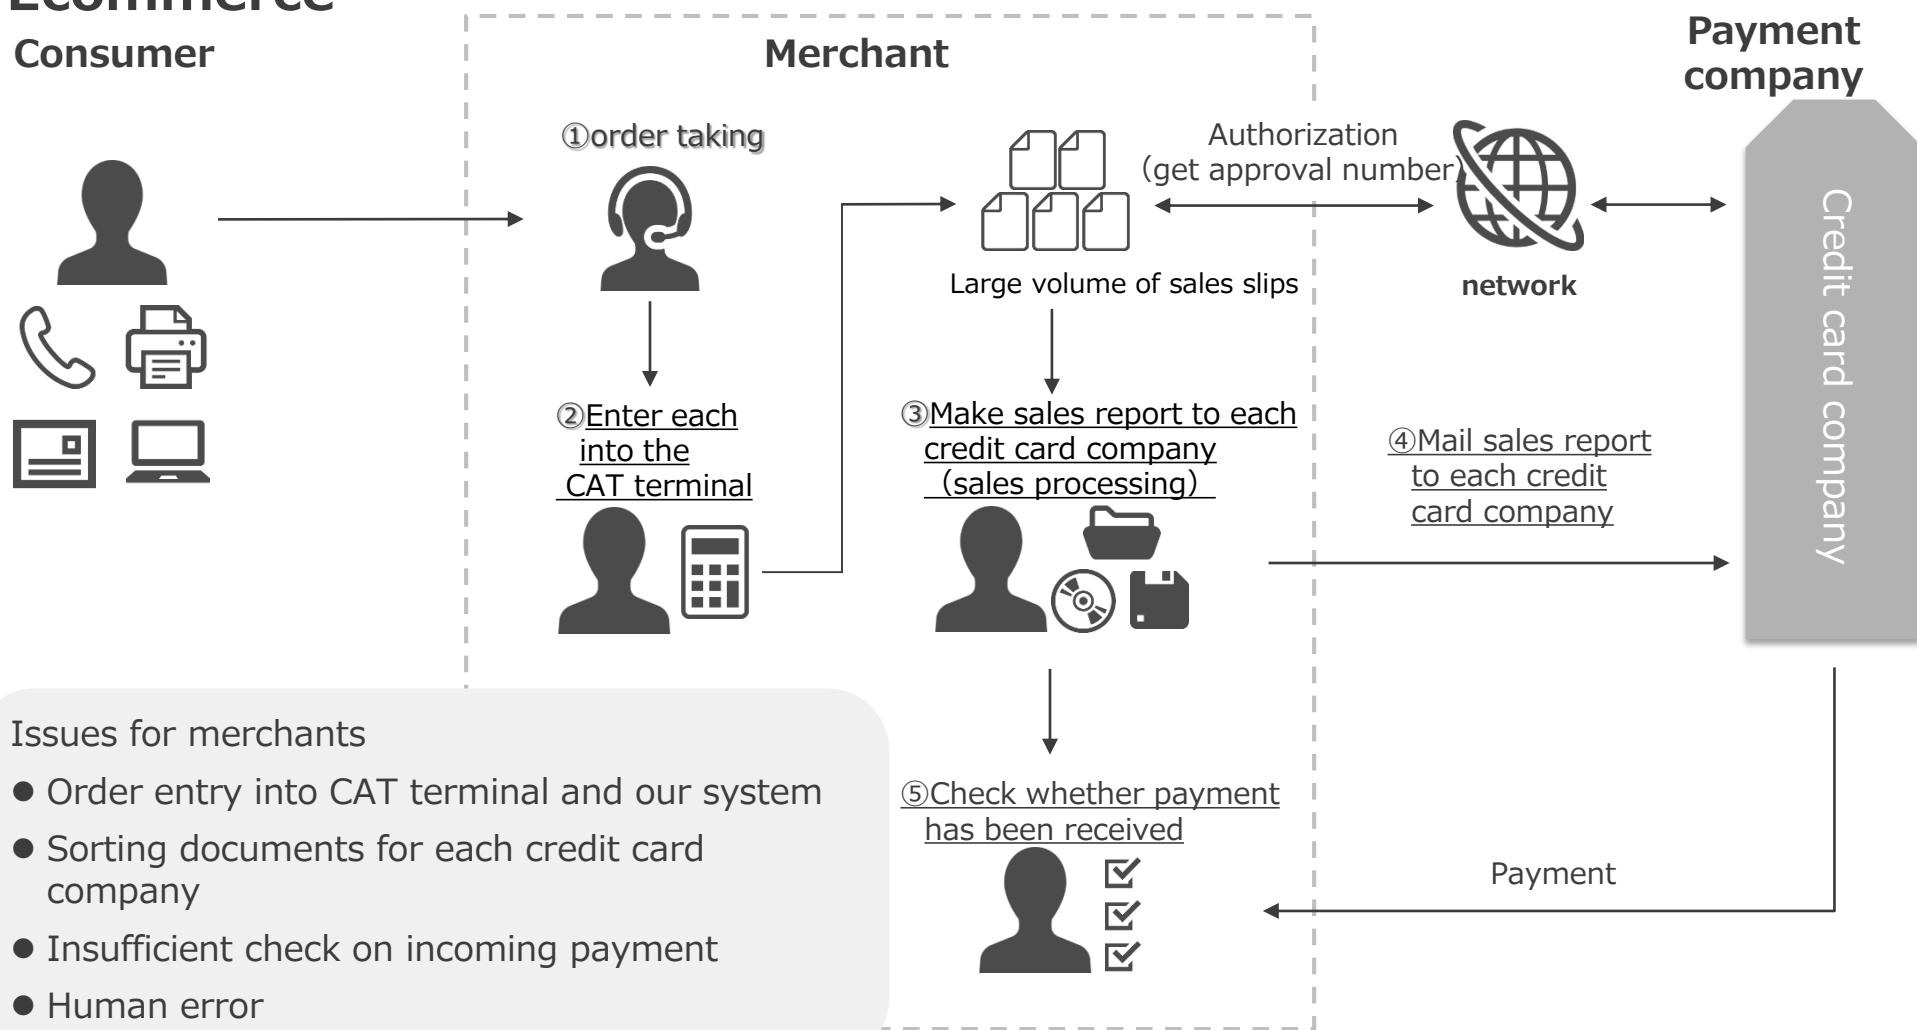 Ecommerce
Consumer
Merchant
Payment
company
①order taking
Authorization
（get approval number）
Large volume of sales slips
network
Credit card company
②Enter each
into the
CAT terminal
③Make sales report to each
credit card company
（sales processing）
④Mail sales report
to each credit
card company
⑤Check whether payment
has been received
Payment
Issues for merchants
● Order entry into CAT terminal and our system
● Sorting documents for each credit card
company
● Insufficient check on incoming payment
● Human error